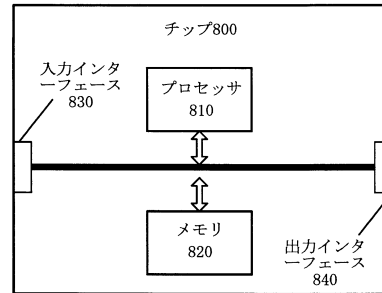 チップ800
入力インタ
ーフェース
830
プロセッサ
810
メモリ
820
出力インタ
ーフェース
840